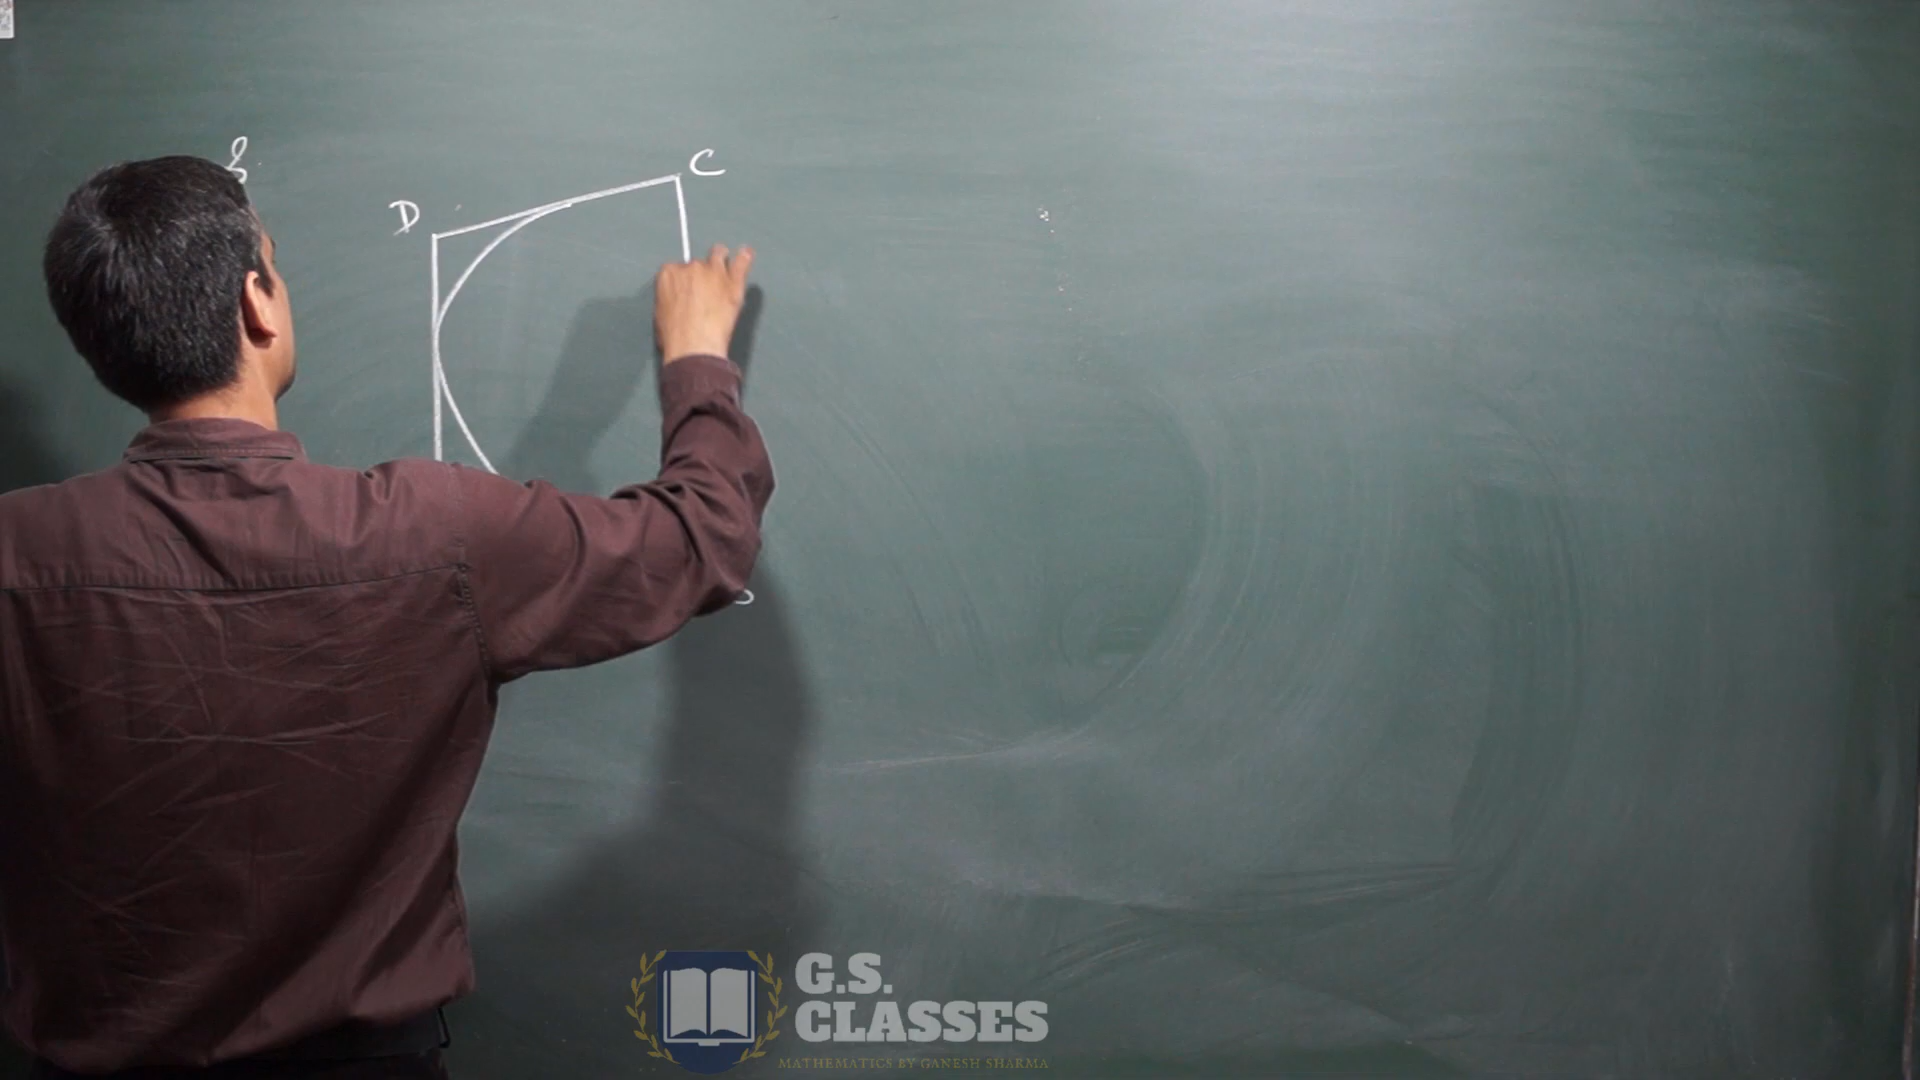 C
D
G.S.
CLASSES
MATHEMATICS BY GANESH SHARMA